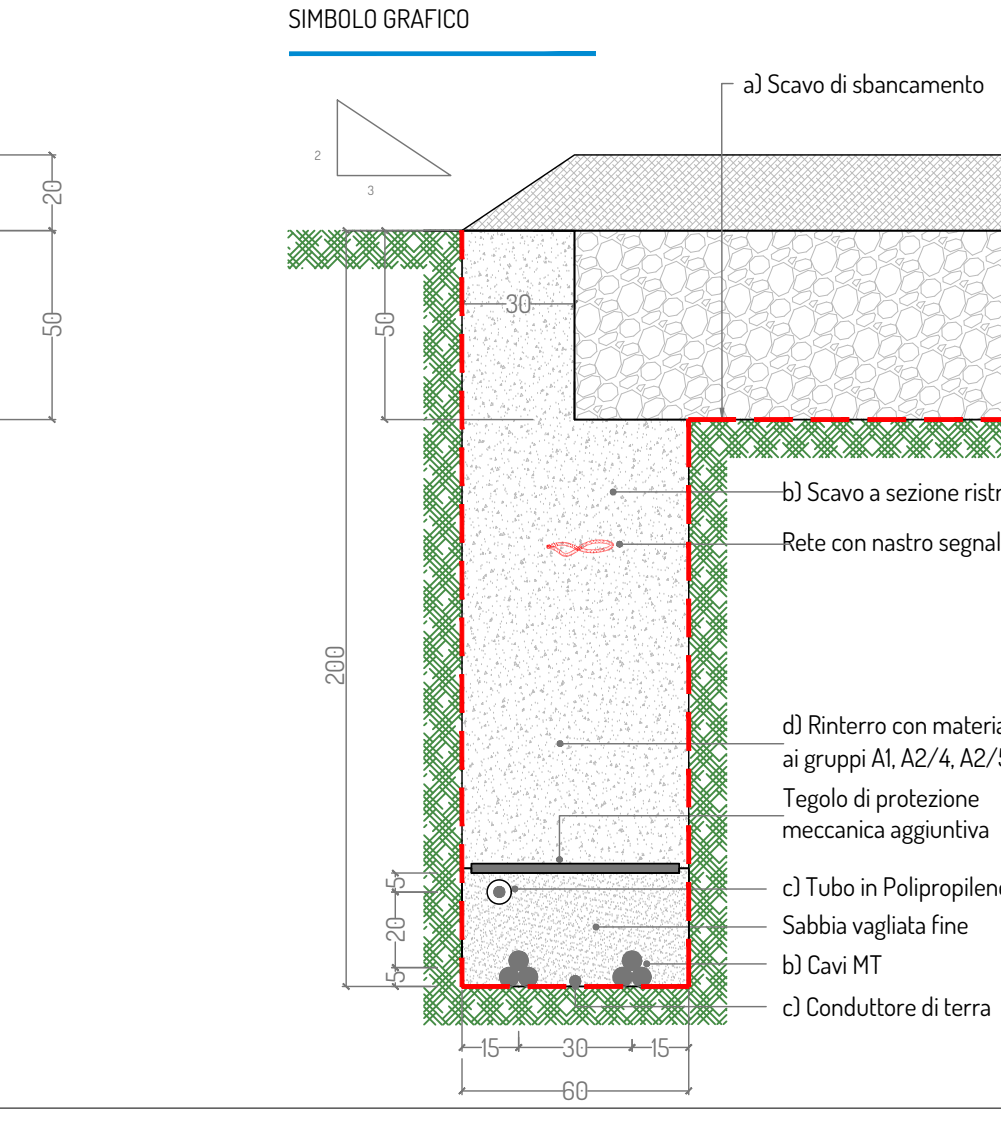 SIMBOLO GRAFICO
a) Scavo di sbancamento
2
3
20
50
30
50
b) Scavo a sezione ristr
Rete con nastro segnal
200
d) Rinterro con materia
ai gruppi A1, A2/4, A2/5
Tegolo di protezione
meccanica aggiuntiva
5
c) Tubo in Polipropilene
20
Sabbia vagliata fine
5
b) Cavi MT
c) Conduttore di terra
15
30
15
60